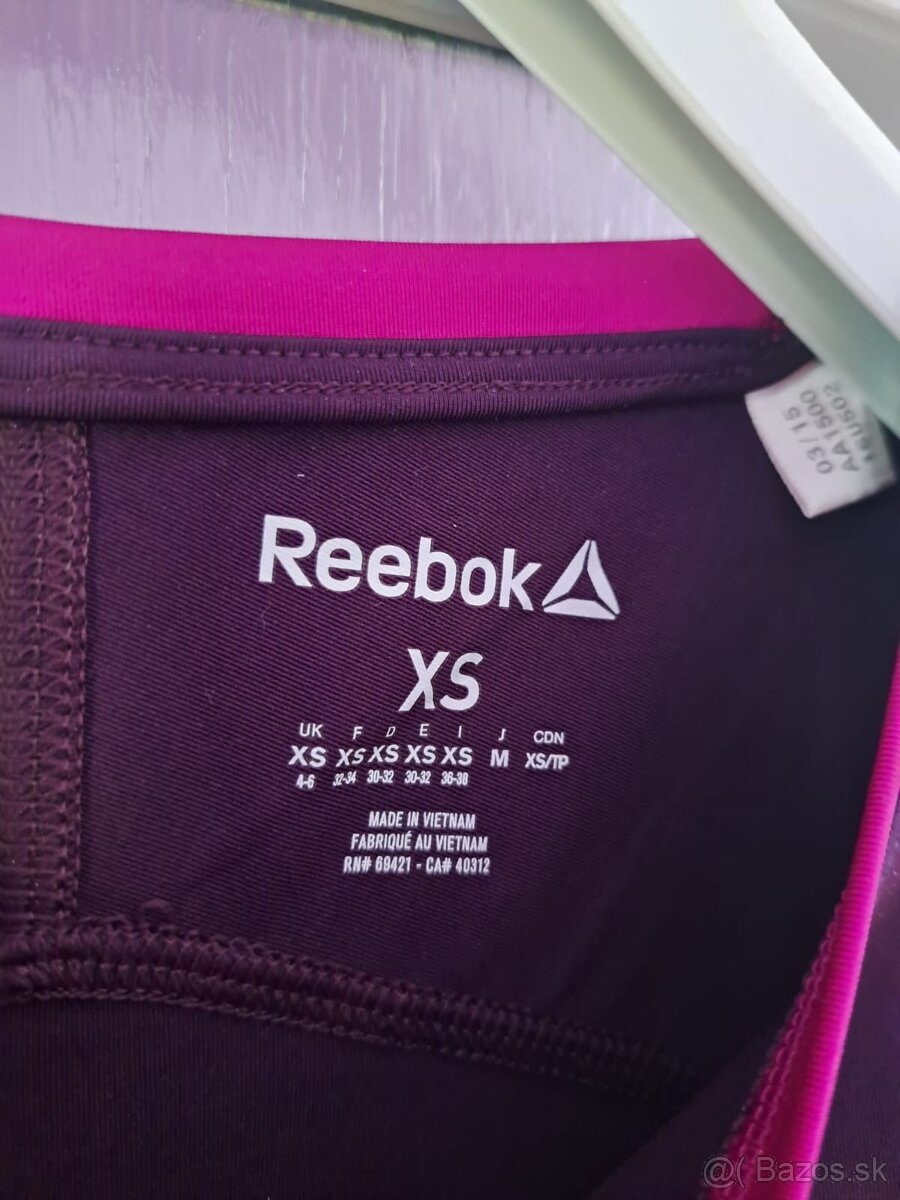 03/15
AA1500
Reebok
XS
UK F D E I J CDN
XS XS XS XS XS M XS/TP
4-6 32-34 30-32 30-32 36-38
MADE IN VIETNAM
FABRIQUÉ AU VIETNAM
RN# 69421 - CA# 40312
@( Bazos.sk